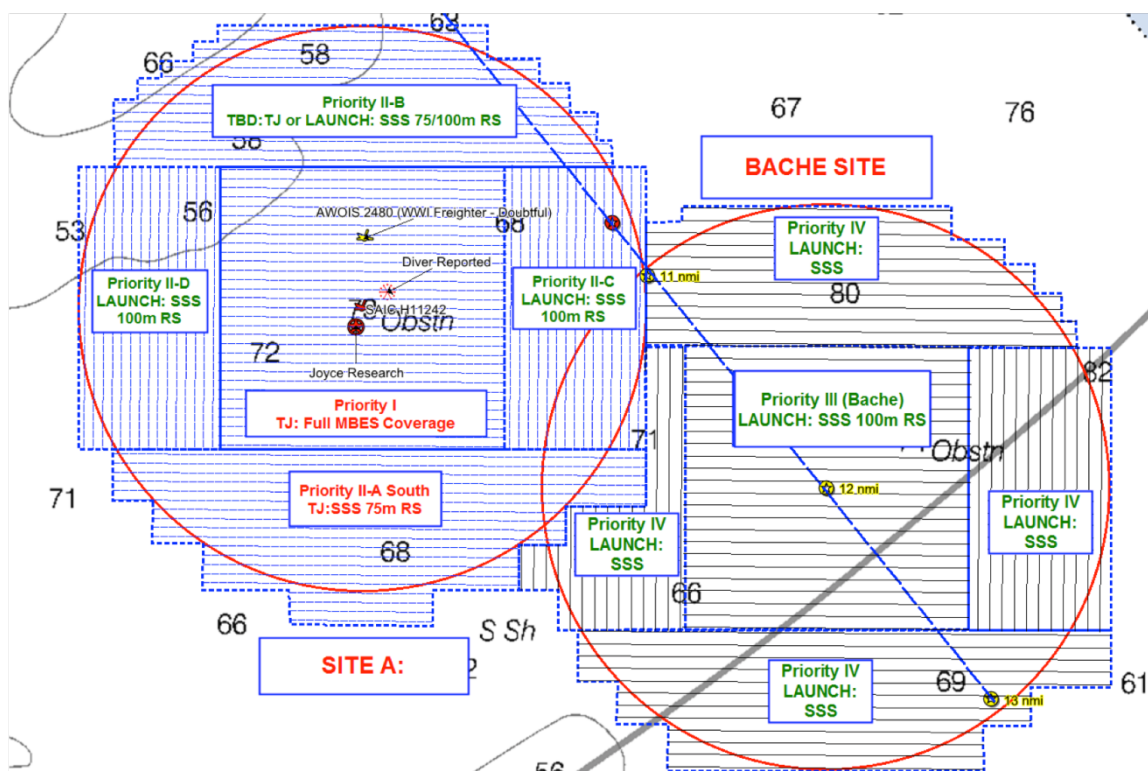 63
58
66
Priority II-B
TBD: TJ or LAUNCH: SSS 75/100m RS
58
67
76
BACHE SITE
53
56
AWOIS 2480 (WWI Freighter - Doubtful)
68
Priority IV
LAUNCH:
SSS
Diver Reported
11 nmi
80
Priority II-D
LAUNCH: SSS
100m RS
Priority II-C
LAUNCH: SSS
100m RS
SAIC H11242
Obstn
72
Joyce Research
82
Priority I
TJ: Full MBES Coverage
Priority III (Bache)
LAUNCH: SSS 100m RS
71
Obstn
71
Priority II-A South
TJ:SSS 75m RS
12 nmi
Priority IV
LAUNCH:
SSS
Priority IV
LAUNCH:
SSS
68
66
66
S Sh
SITE A:
2
Priority IV
LAUNCH:
SSS
69
13 nmi
61
56